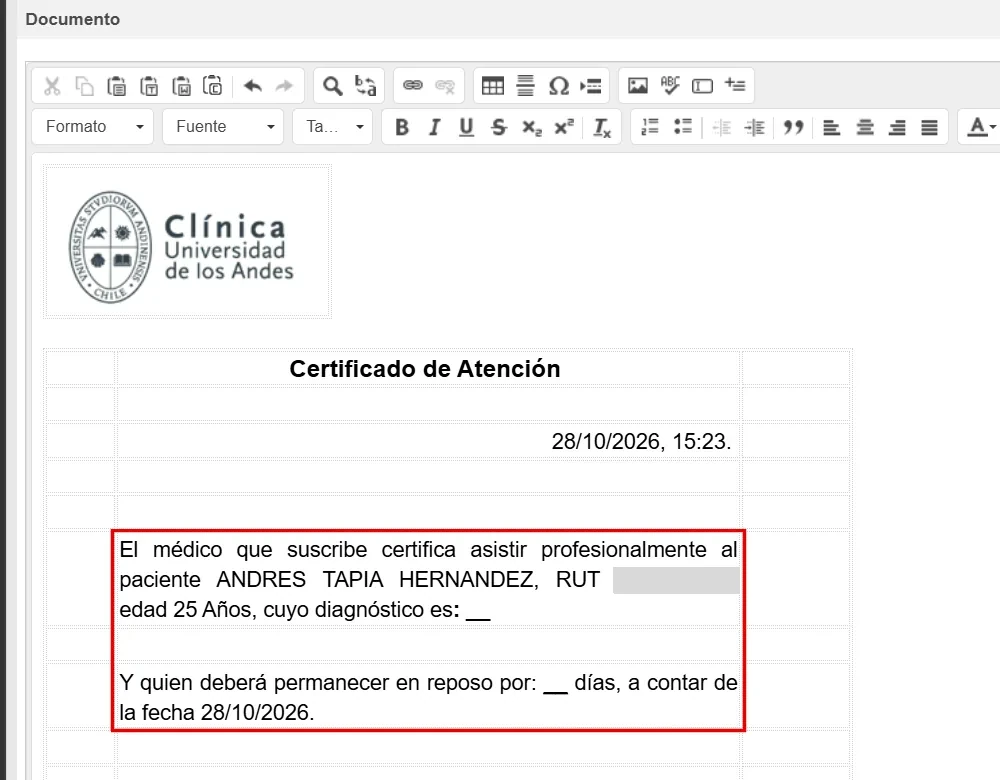 Documento
Formato
Fuente
Ta...
UNIVERSITAS STVDIORVM ANDINENSIS
• CHILE •
Clínica
Universidad
de los Andes
Certificado de Atención
28/10/2026, 15:23.
El médico que suscribe certifica asistir profesionalmente al
paciente ANDRES TAPIA HERNANDEZ, RUT
edad 25 Años, cuyo diagnóstico es: __
Y quien deberá permanecer en reposo por: __ días, a contar de
la fecha 28/10/2026.